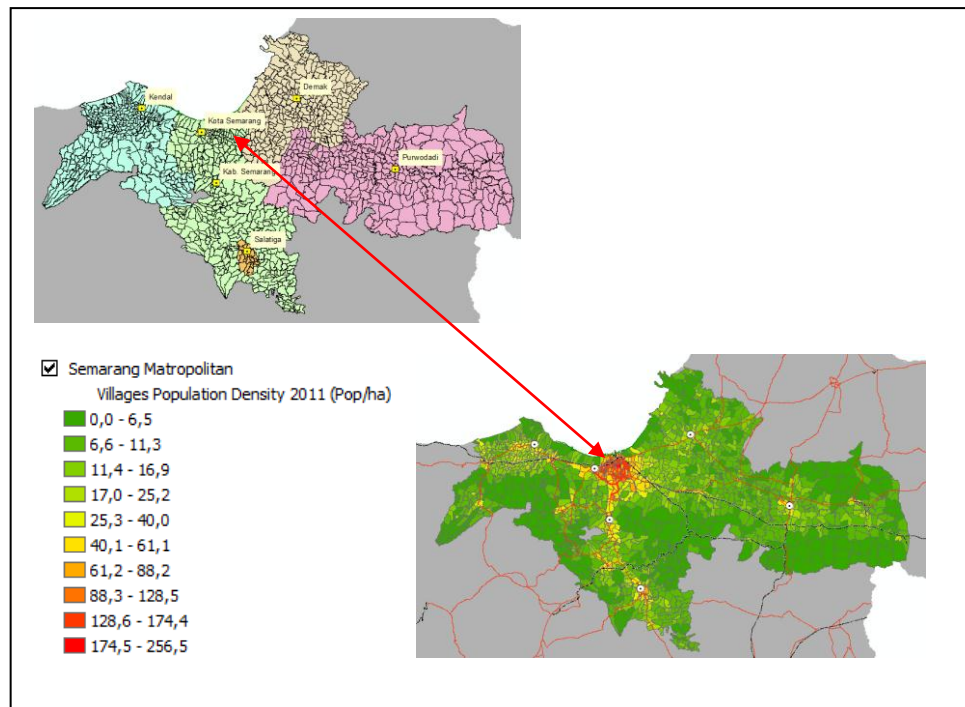 Demak
Kendal
Kota Semarang
Purwodadi
Kab. Semarang
Salatiga
Semarang Matropolitan
Villages Population Density 2011 (Pop/ha)
0,0 - 6,5
6,6 - 11,3
11,4 - 16,9
17,0 - 25,2
25,3 - 40,0
40,1 - 61,1
61,2 - 88,2
88,3 - 128,5
128,6 - 174,4
174,5 - 256,5